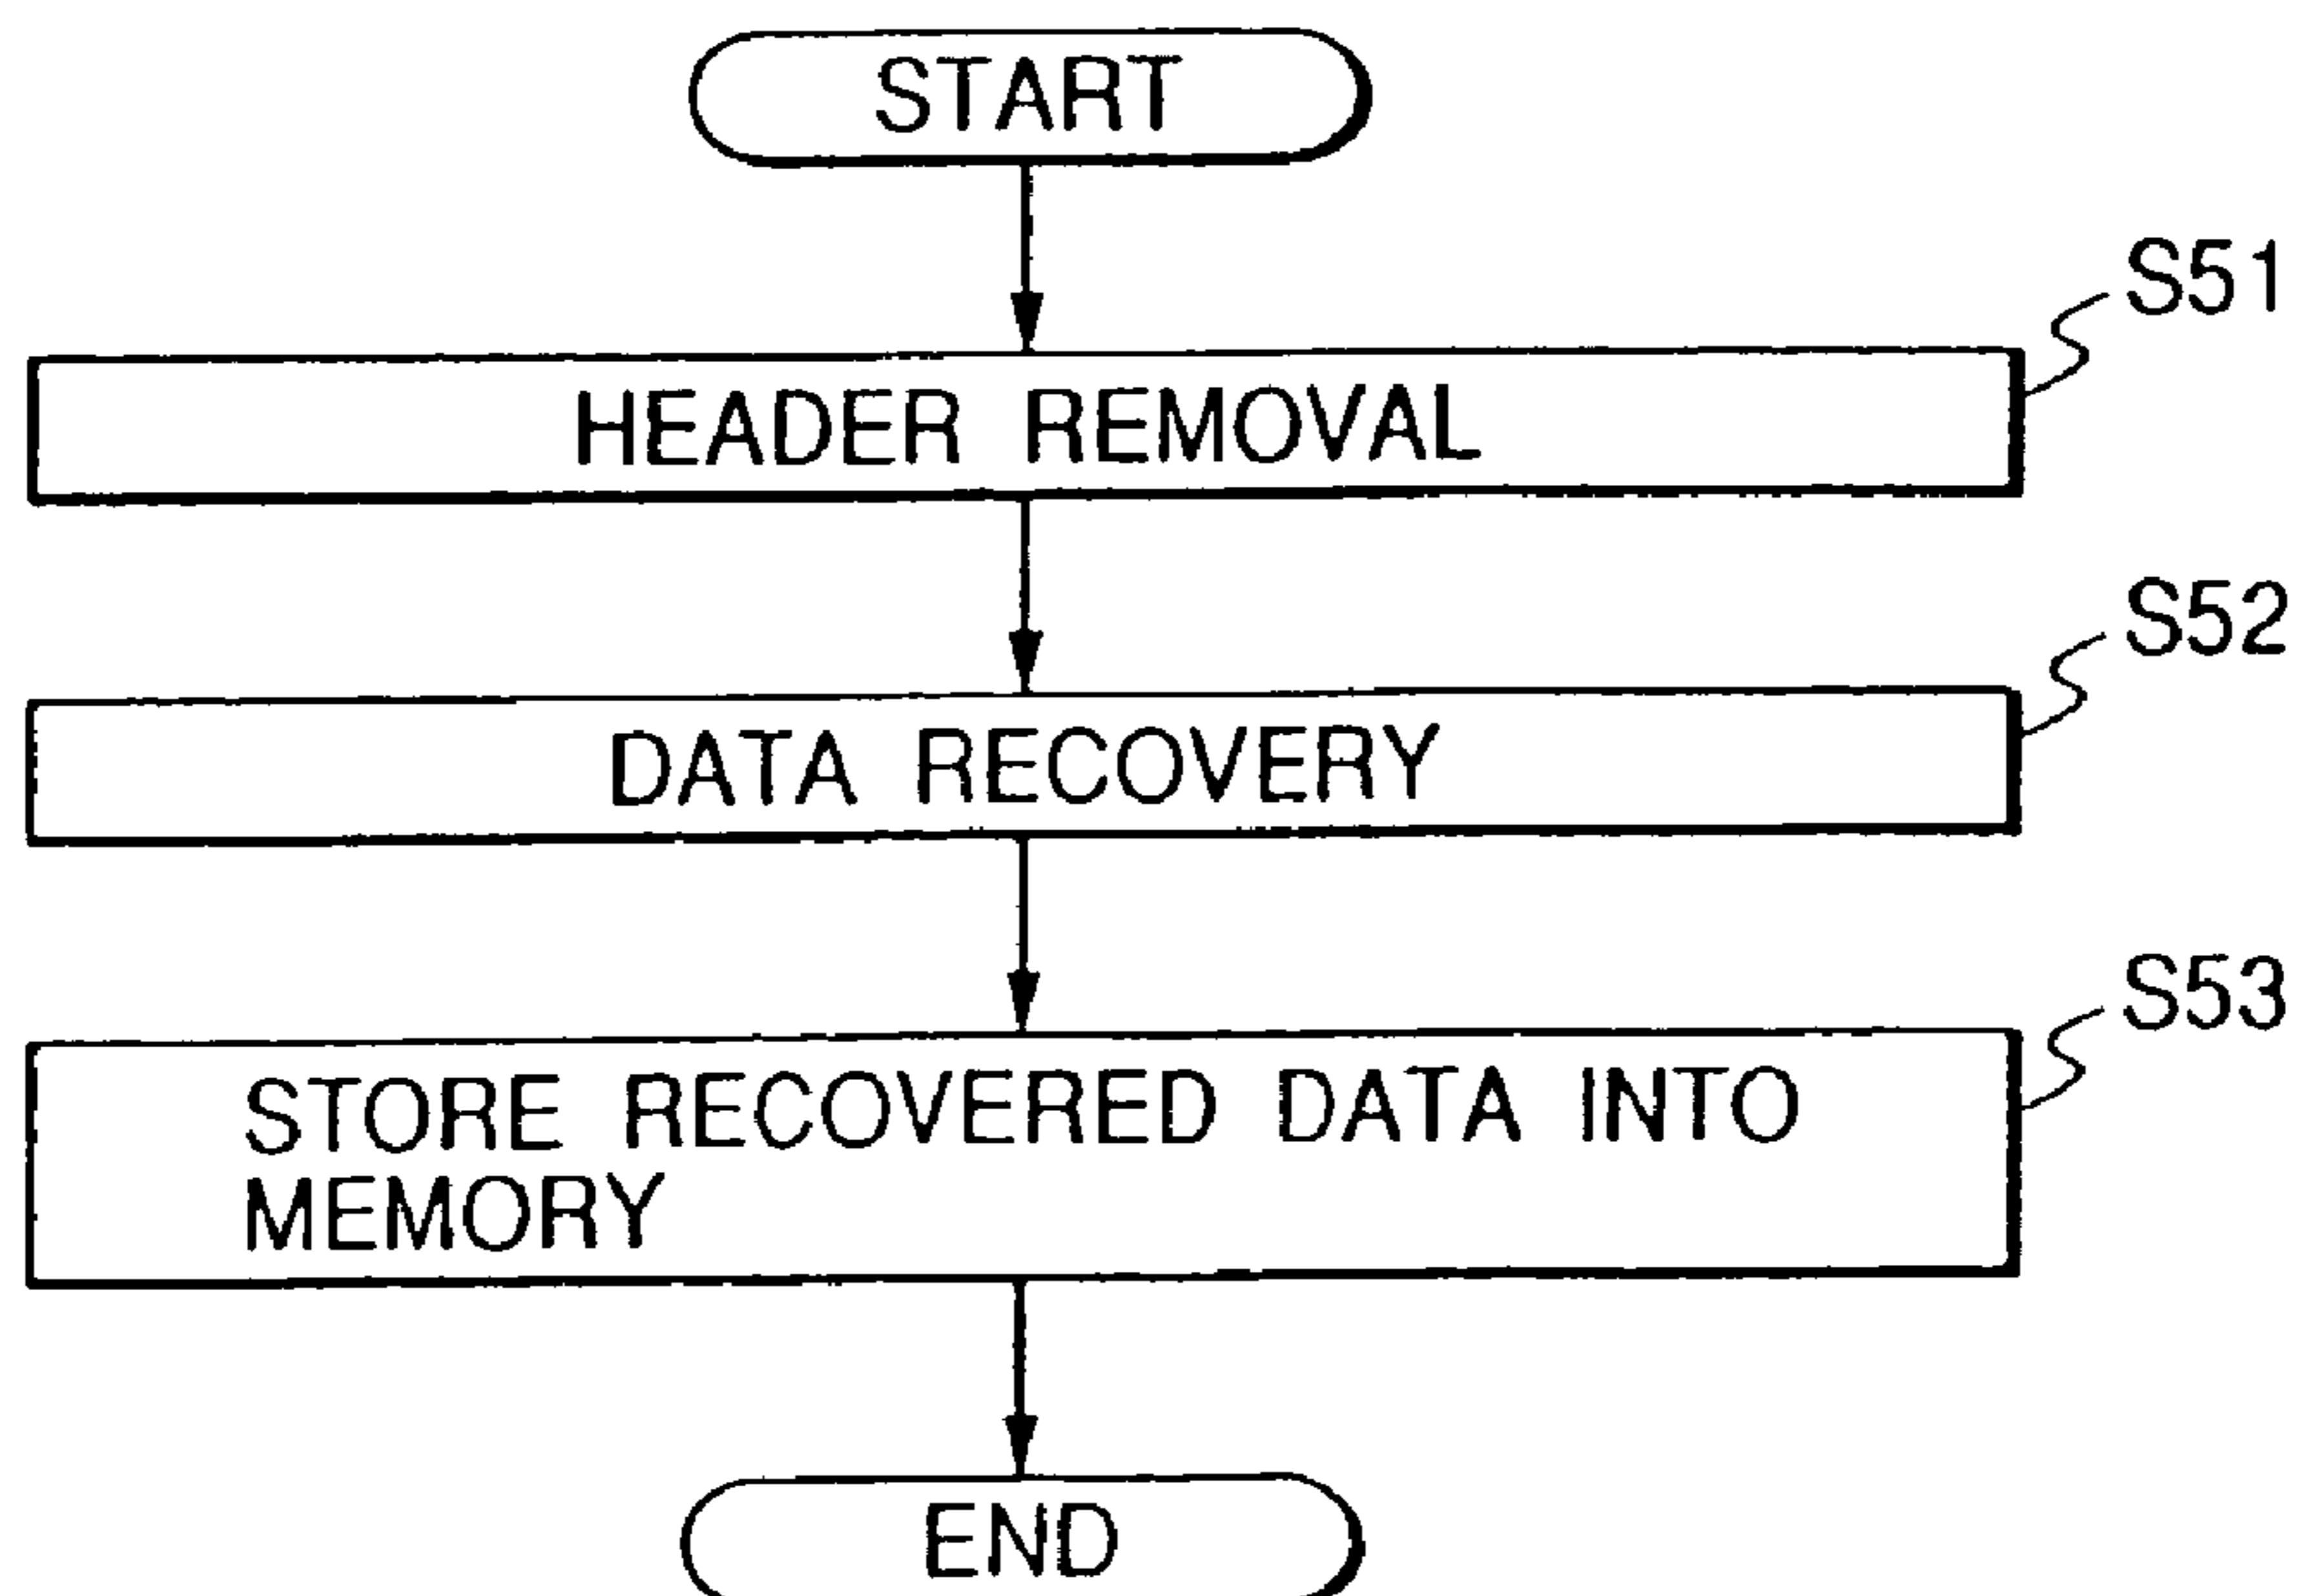 START
S51
HEADER REMOVAL
S52
DATA RECOVERY
S53
STORE RECOVERED DATA INTO
MEMORY
END